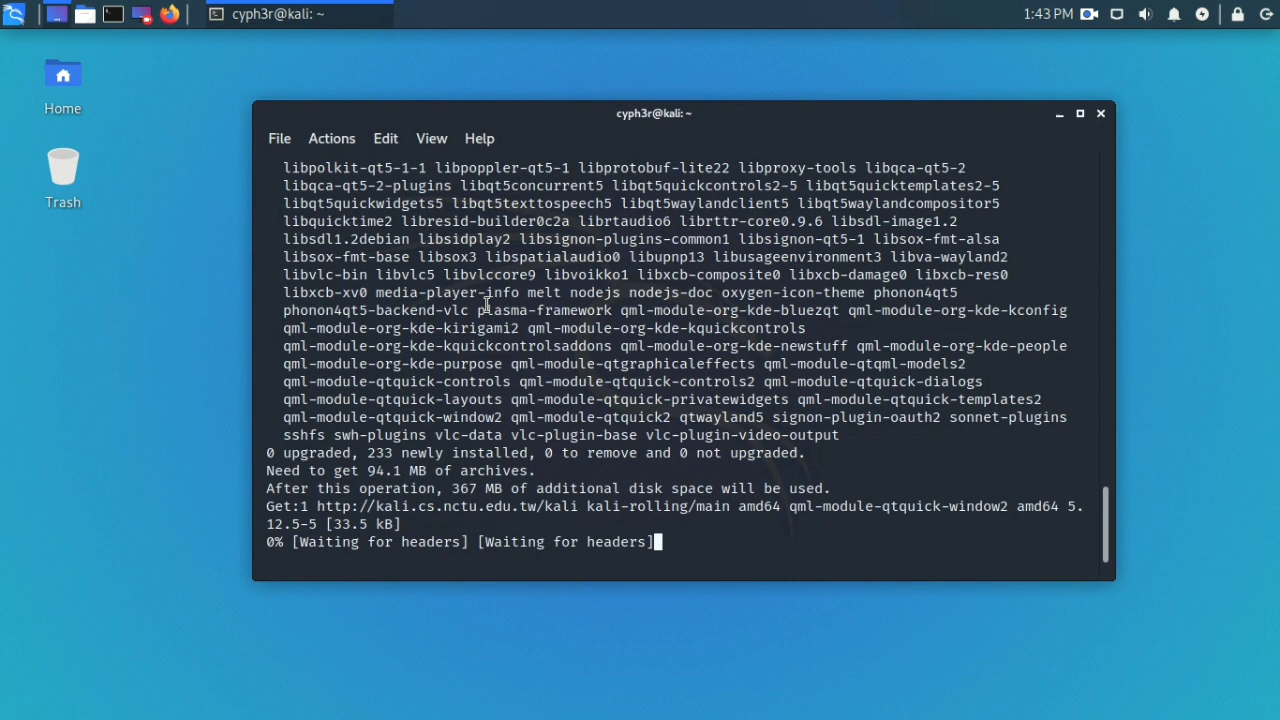 cyph3r@kali: ~
1:43 PM
Home
Trash
cyph3r@kali: ~
File Actions Edit View Help
libpolkit-qt5-1-1 libpoppler-qt5-1 libprotobuf-lite22 libproxy-tools libqca-qt5-2
libqca-qt5-2-plugins libqt5concurrent5 libqt5quickcontrols2-5 libqt5quicktemplates2-5
libqt5quickwidgets5 libqt5texttospeech5 libqt5waylandclient5 libqt5waylandcompositor5
libquicktime2 libresid-builder0c2a librtaudio6 librttr-core0.9.6 libsdl-image1.2
libsdl1.2debian libsidplay2 libsignon-plugins-common1 libsignon-qt5-1 libsox-fmt-alsa
libsox-fmt-base libsox3 libspatialaudio0 libupnp13 libusageenvironment3 libva-wayland2
libvlc-bin libvlc5 libvlccore9 libvoikko1 libxcb-composite0 libxcb-damage0 libxcb-res0
libxcb-xv0 media-player-info melt nodejs nodejs-doc oxygen-icon-theme phonon4qt5
phonon4qt5-backend-vlc plasma-framework qml-module-org-kde-bluezqt qml-module-org-kde-kconfig
qml-module-org-kde-kirigami2 qml-module-org-kde-kquickcontrols
qml-module-org-kde-kquickcontrolsaddons qml-module-org-kde-newstuff qml-module-org-kde-people
qml-module-org-kde-purpose qml-module-qtgraphicaleffects qml-module-qtqml-models2
qml-module-qtquick-controls qml-module-qtquick-controls2 qml-module-qtquick-dialogs
qml-module-qtquick-layouts qml-module-qtquick-privatewidgets qml-module-qtquick-templates2
qml-module-qtquick-window2 qml-module-qtquick2 qtwayland5 signon-plugin-oauth2 sonnet-plugins
sshfs swh-plugins vlc-data vlc-plugin-base vlc-plugin-video-output
0 upgraded, 233 newly installed, 0 to remove and 0 not upgraded.
Need to get 94.1 MB of archives.
After this operation, 367 MB of additional disk space will be used.
Get:1 http://kali.cs.nctu.edu.tw/kali kali-rolling/main amd64 qml-module-qtquick-window2 amd64 5.
12.5-5 [33.5 kB]
0% [Waiting for headers] [Waiting for headers]